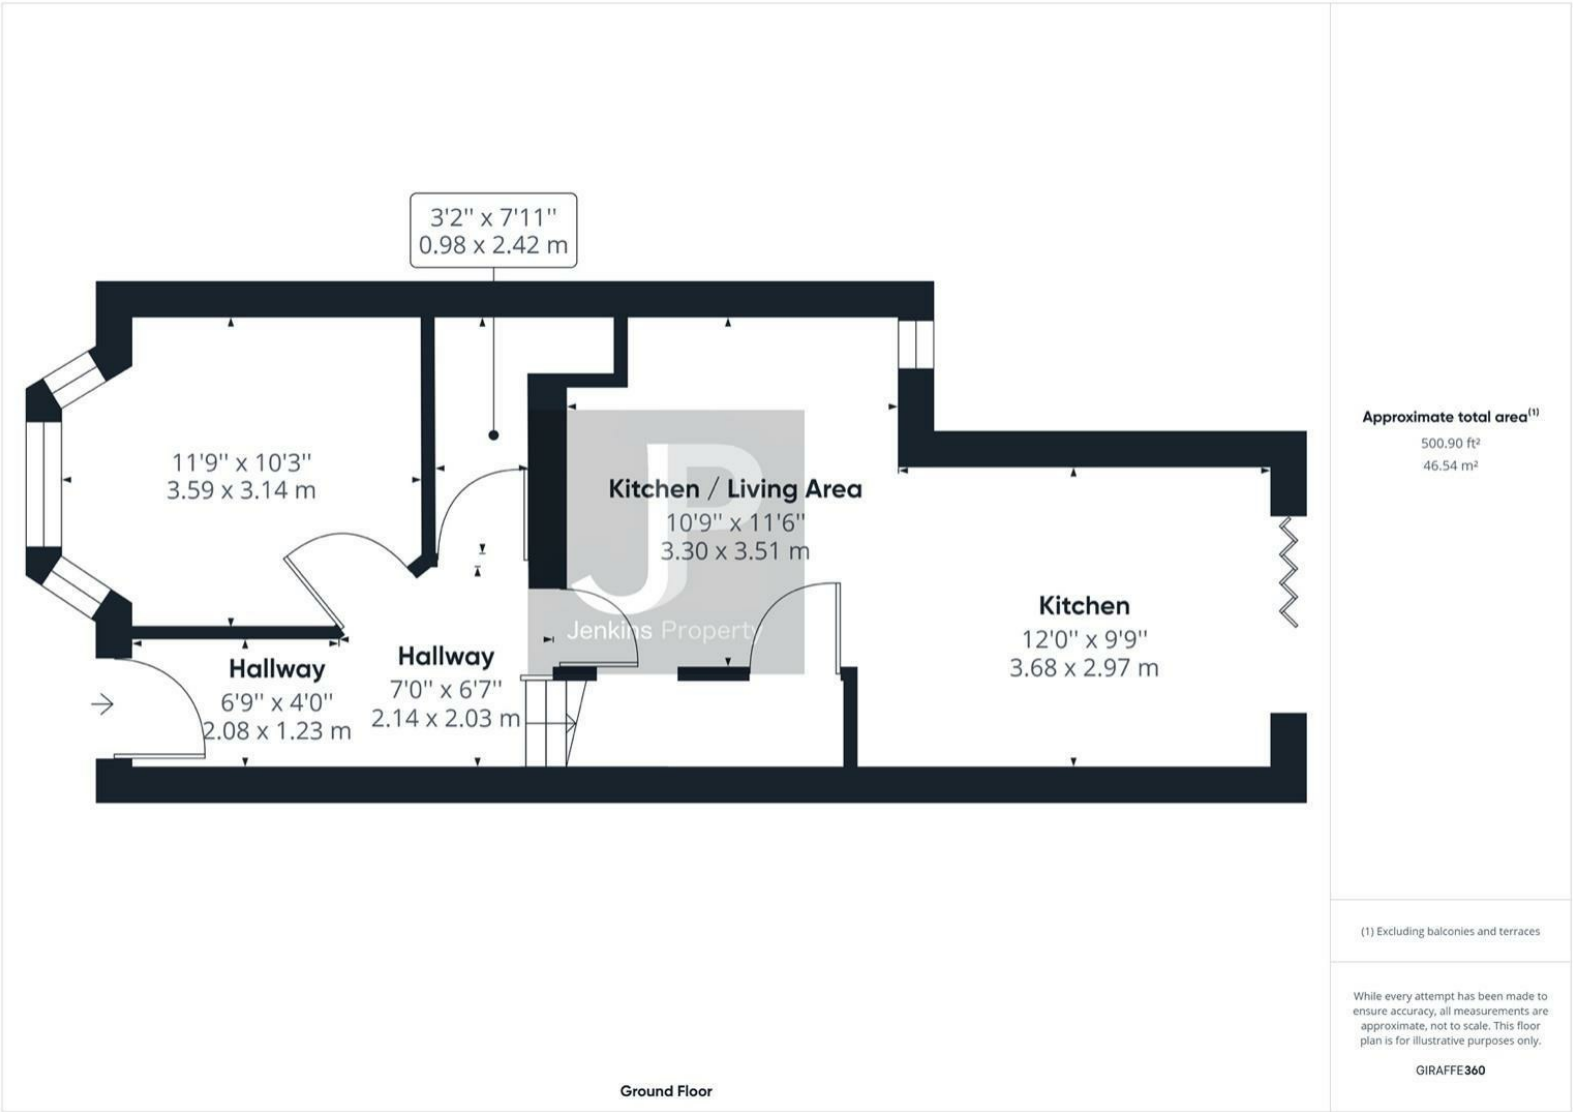 3'2'' x 7'11''
0.98 x 2.42 m
11'9'' x 10'3''
3.59 x 3.14 m
Kitchen / Living Area
10'9'' x 11'6''
3.30 x 3.51 m
JP
Jenkins Property
Kitchen
12'0'' x 9'9''
3.68 x 2.97 m
Hallway
6'9'' x 4'0''
2.08 x 1.23 m
Hallway
7'0'' x 6'7''
2.14 x 2.03 m
Ground Floor
Approximate total area(1)
500.90 ft²
46.54 m²
(1) Excluding balconies and terraces
While every attempt has been made to
ensure accuracy, all measurements are
approximate, not to scale. This floor
plan is for illustrative purposes only.
GIRAFFE360